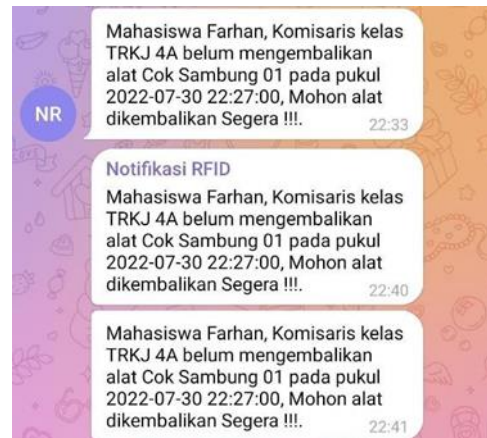 Mahasiswa Farhan, Komisaris kelas
TRKJ 4A belum mengembalikan
alat Cok Sambung 01 pada pukul
2022-07-30 22:27:00, Mohon alat
dikembalikan Segera !!!.
22:33
NR
Notifikasi RFID
Mahasiswa Farhan, Komisaris kelas
TRKJ 4A belum mengembalikan
alat Cok Sambung 01 pada pukul
2022-07-30 22:27:00, Mohon alat
dikembalikan Segera !!!.
22:40
Mahasiswa Farhan, Komisaris kelas
TRKJ 4A belum mengembalikan
alat Cok Sambung 01 pada pukul
2022-07-30 22:27:00, Mohon alat
dikembalikan Segera !!!.
22:41